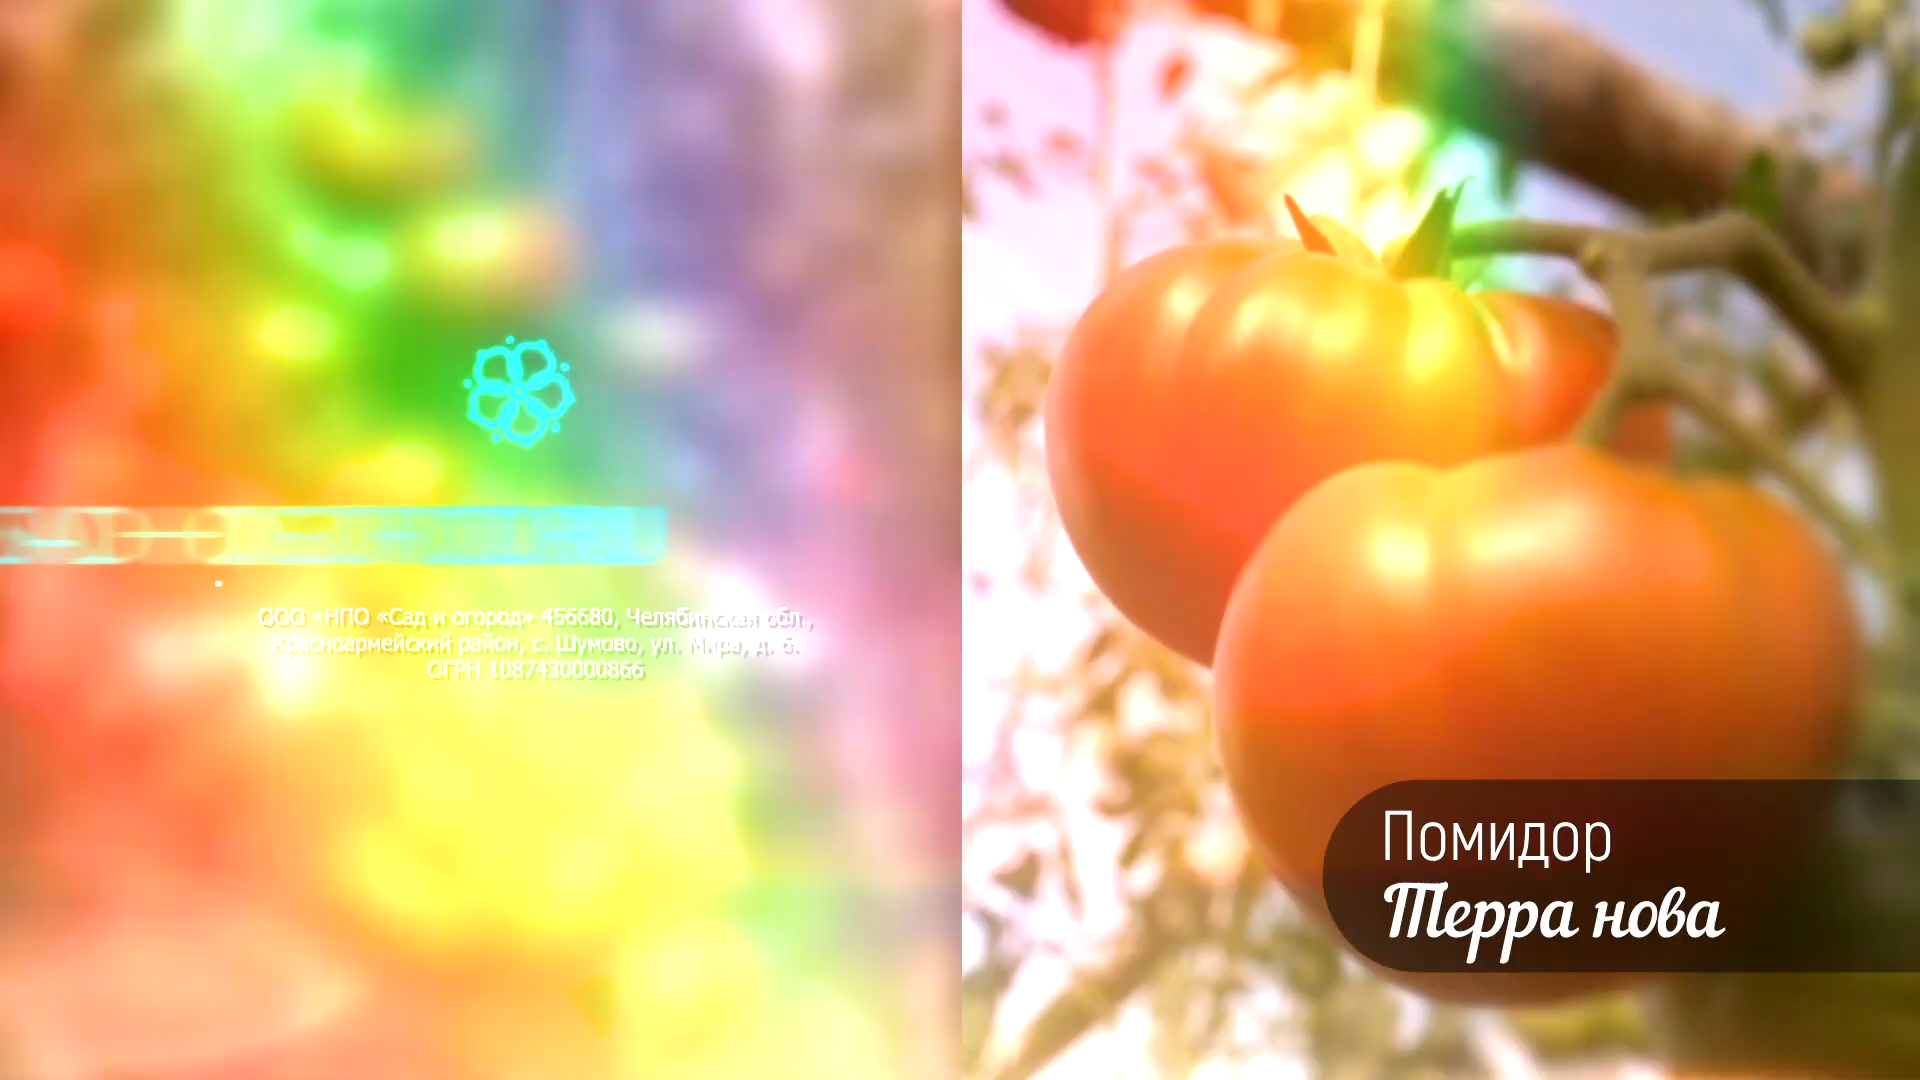 ООО «НПО «Сад и огород» 456680, Челябинская обл.,
Красноармейский район, с. Шумово, ул. Мира, д. 6.
ОГРН 1087430000866
Помидор
Терра нова